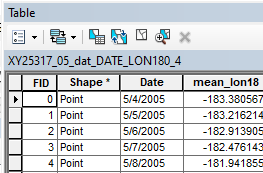 Table
XY25317_05_dat_DATE_LON180_4
FID Shape * Date mean_lon18
0 Point 5/4/2005 -183.380567
1 Point 5/5/2005 -183.216214
2 Point 5/6/2005 -182.913905
3 Point 5/7/2005 -182.476143
4 Point 5/8/2005 -181.941855